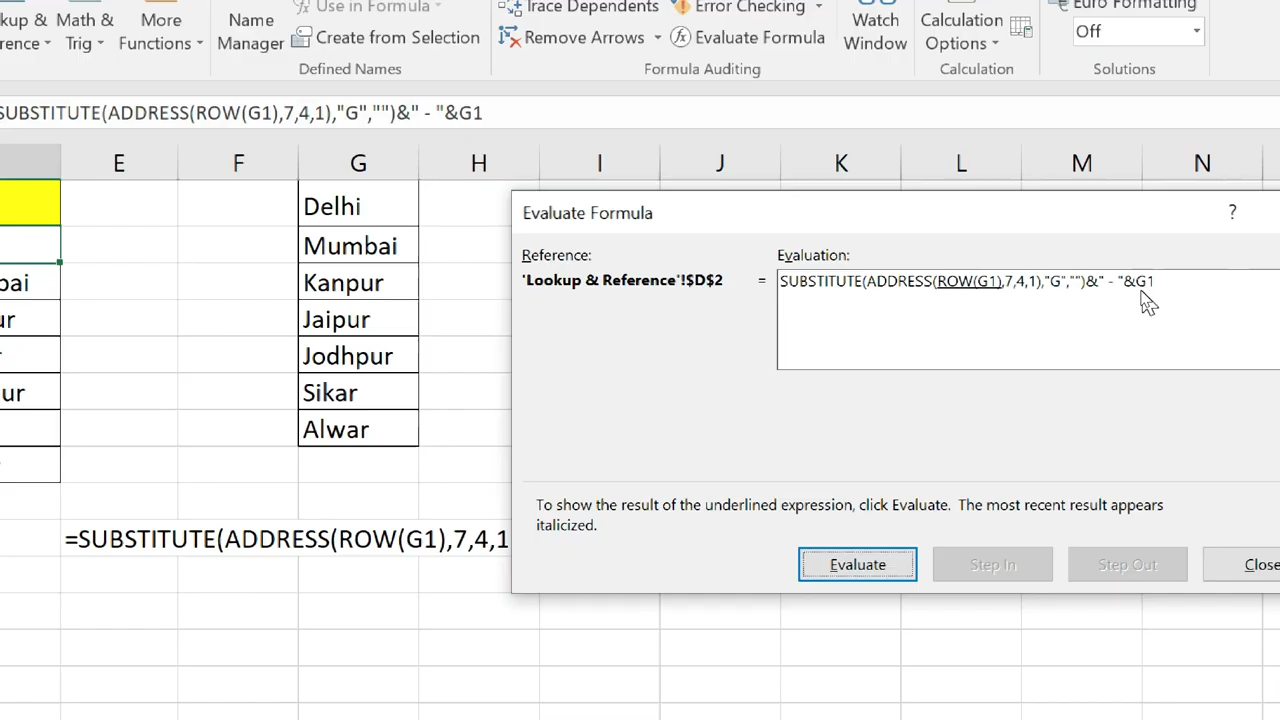 kup & Math & More Name Use in Formula Trace Dependents Error Checking Watch Calculation Euro Formatting
rence Trig Functions Manager Create from Selection Remove Arrows Evaluate Formula Window Options Off
Defined Names Formula Auditing Calculation Solutions
SUBSTITUTE(ADDRESS(ROW(G1),7,4,1),"G","")&" - "&G1
E F G H I J K L M N
Delhi
Mumbai
bai Kanpur
ur Jaipur
Jodhpur
our Sikar
Alwar
Evaluate Formula ?
Reference: Evaluation:
'Lookup & Reference'!$D$2 = SUBSTITUTE(ADDRESS(ROW(G1),7,4,1),"G","")&" - "&G1
To show the result of the underlined expression, click Evaluate. The most recent result appears
italicized.
Evaluate Step In Step Out Close
=SUBSTITUTE(ADDRESS(ROW(G1),7,4,1